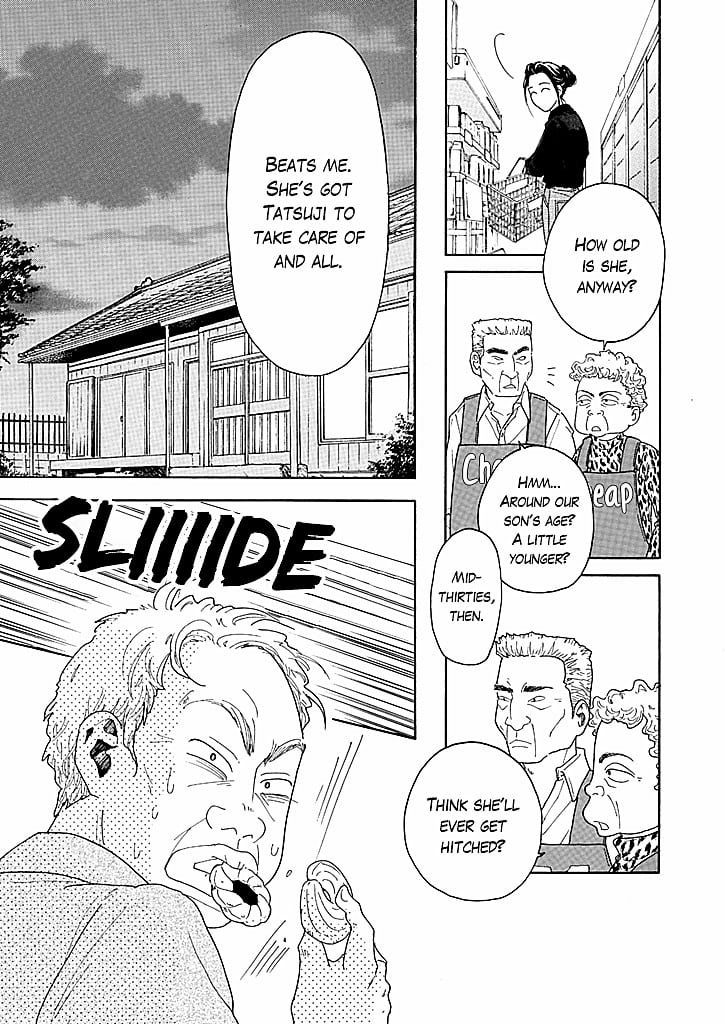 HOW OLD
IS SHE,
ANYWAY?
Che
eap
HMM...
AROUND OUR
SON'S AGE?
A LITTLE
YOUNGER?
MID-
THIRTIES,
THEN.
THINK SHE'LL
EVER GET
HITCHED?
BEATS ME.
SHE'S GOT
TATSUJI TO
TAKE CARE OF
AND ALL.
SLIIIIDE